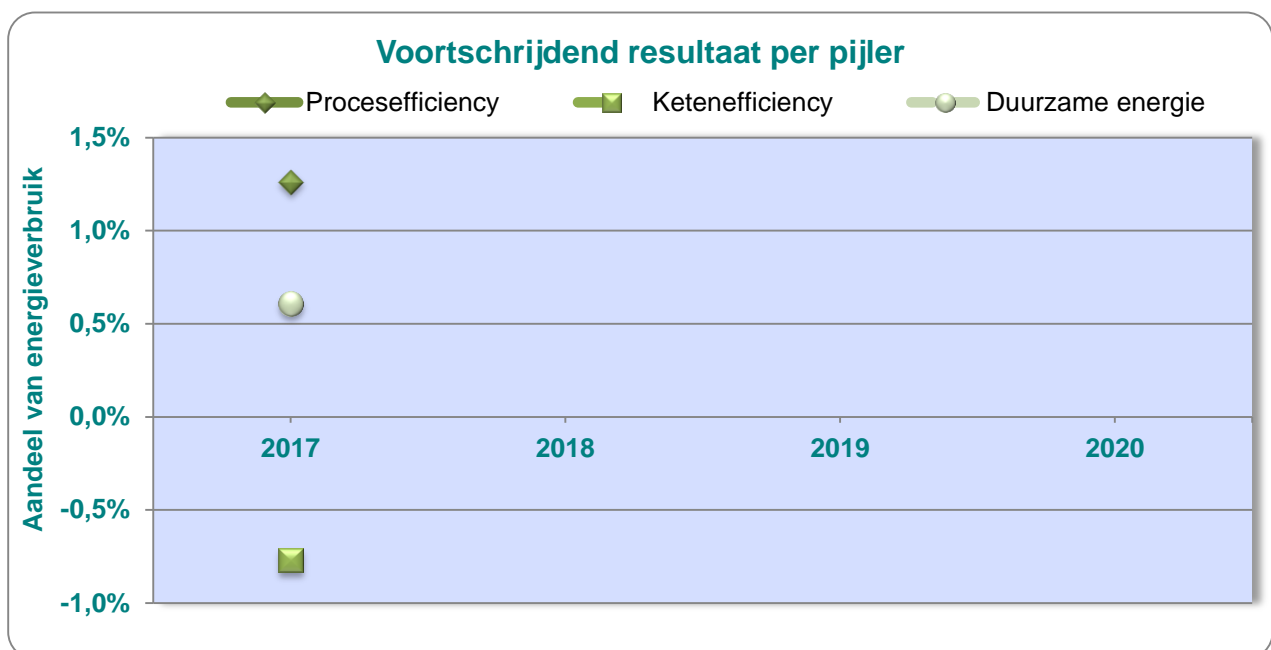 Voortschrijdend resultaat per pijler
Procesefficiency Ketenefficiency Duurzame energie
Aandeel van energieverbruik
1,5%
1,0%
0,5%
0,0%
-0,5%
-1,0%
2017 2018 2019 2020